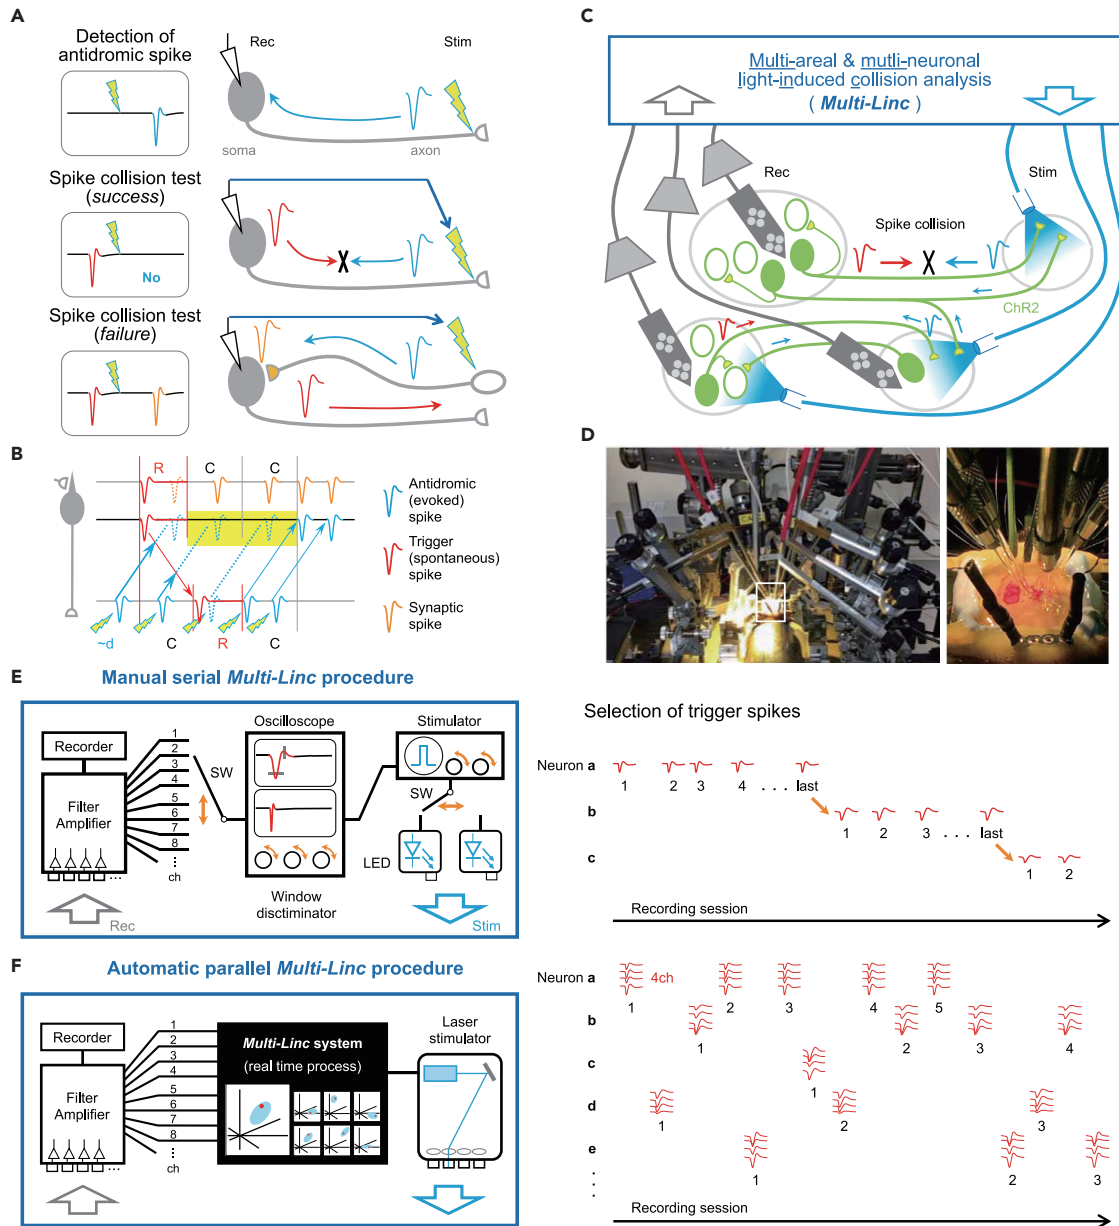 A
Detection of
antidromic spike
Rec
Stim
soma
axon
Spike collision test
(success)
No
X
Spike collision test
(failure)
B
R
C
C
~d
C
R
C
Antidromic
(evoked)
spike
Trigger
(spontaneous)
spike
Synaptic
spike
C
Multi-areal & mutli-neuronal
light-induced collision analysis
( Multi-Linc )
Rec
Stim
Spike collision
X
ChR2
D
E
Manual serial Multi-Linc procedure
Recorder
Filter
Amplifier
1
2
3
4
5
6
7
8
ch
SW
Oscilloscope
Window
disctiminator
Stimulator
SW
LED
Rec
Stim
Selection of trigger spikes
Neuron a
1 2 3 4 . . . last
b
1 2 3 . . . last
c
1 2
Recording session
F
Automatic parallel Multi-Linc procedure
Recorder
Filter
Amplifier
1
2
3
4
5
6
7
8
ch
Multi-Linc system
(real time process)
Laser
stimulator
Neuron a
4ch
1 2 3 4 5
b
1 2 3 4
c
1
d
1 2 3
e
1 2 3
Recording session